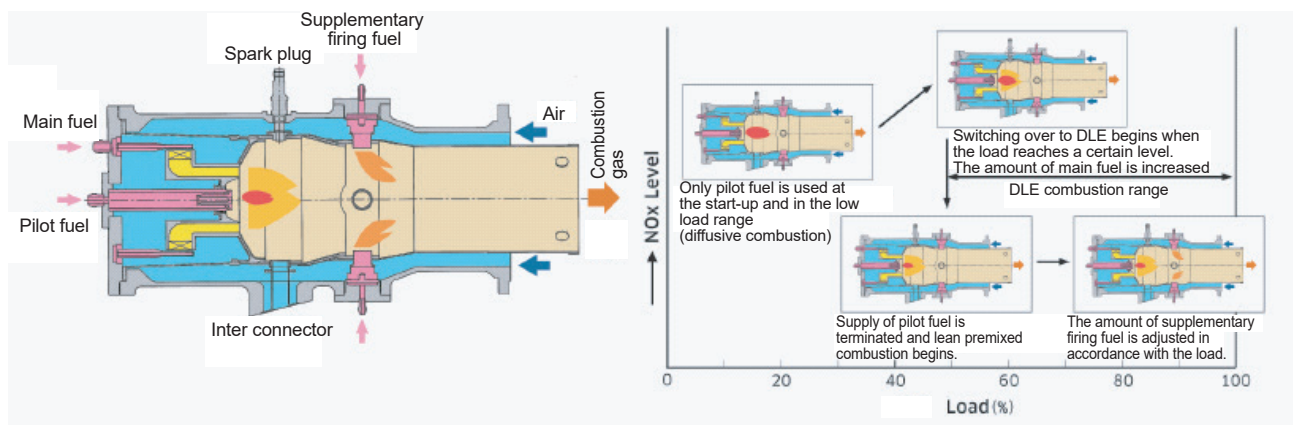 Supplementary
firing fuel
Spark plug
Main fuel
Air
Combustion
gas
Pilot fuel
Inter connector
NOx Level
Only pilot fuel is used at
the start-up and in the low
load range
(diffusive combustion)
Switching over to DLE begins when
the load reaches a certain level.
The amount of main fuel is increased
DLE combustion range
Supply of pilot fuel is
terminated and lean premixed
combustion begins.
The amount of supplementary
firing fuel is adjusted in
accordance with the load.
0
20
40
60
80
100
Load (%)